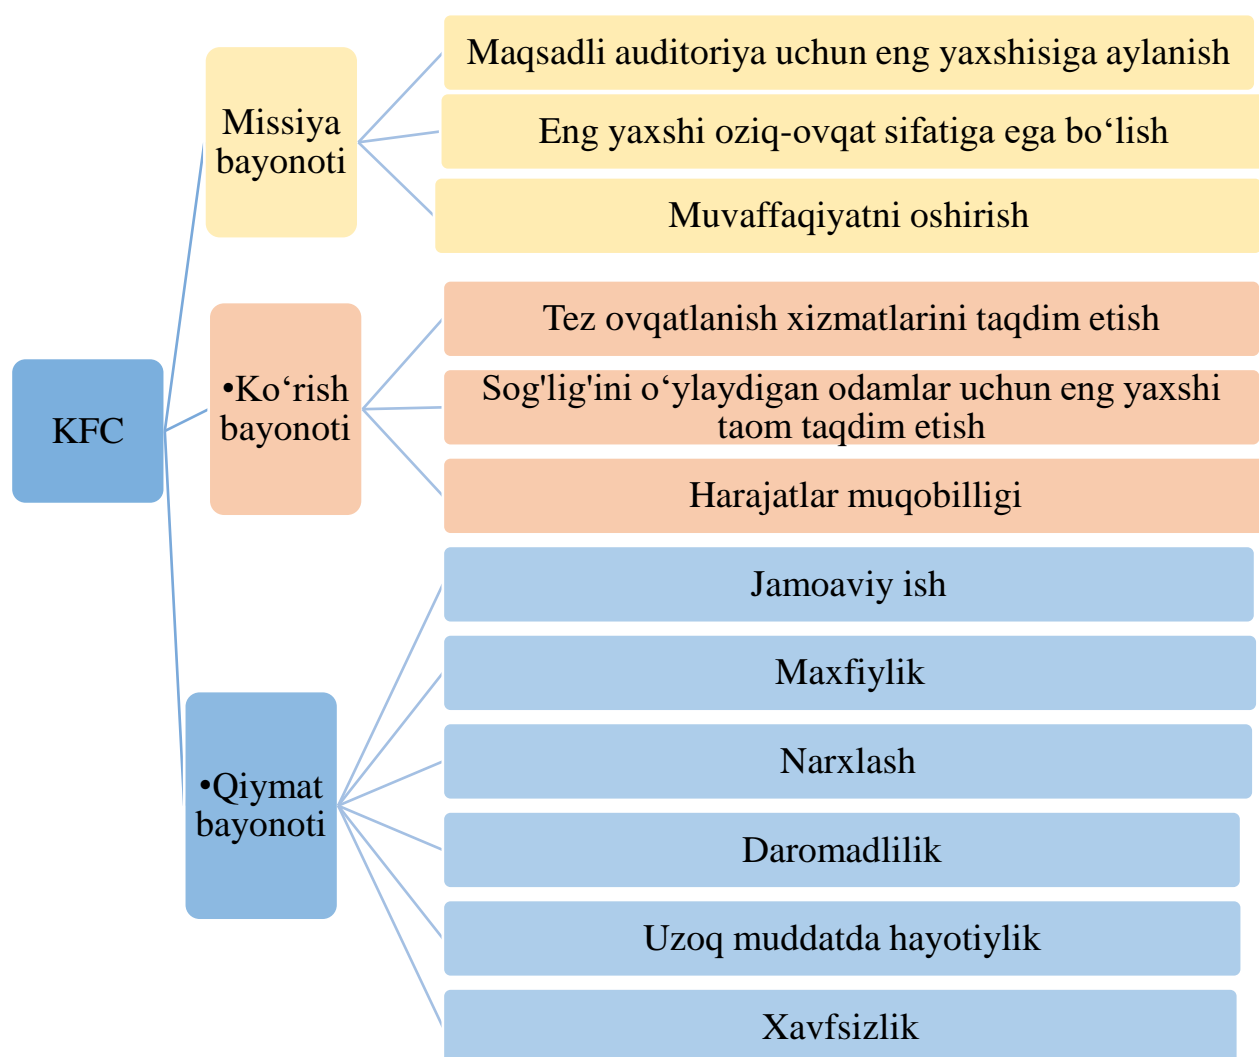 KFC
Missiya
bayonoti
Maqsadli auditoriya uchun eng yaxshisiga aylanish
Eng yaxshi oziq-ovqat sifatiga ega bo‘lish
Muvaffaqiyatni oshirish
•Ko‘rish
bayonoti
Tez ovqatlanish xizmatlarini taqdim etish
Sog'lig'ini o‘ylaydigan odamlar uchun eng yaxshi
taom taqdim etish
Harajatlar muqobilligi
•Qiymat
bayonoti
Jamoaviy ish
Maxfiylik
Narxlash
Daromadlilik
Uzoq muddatda hayotiylik
Xavfsizlik